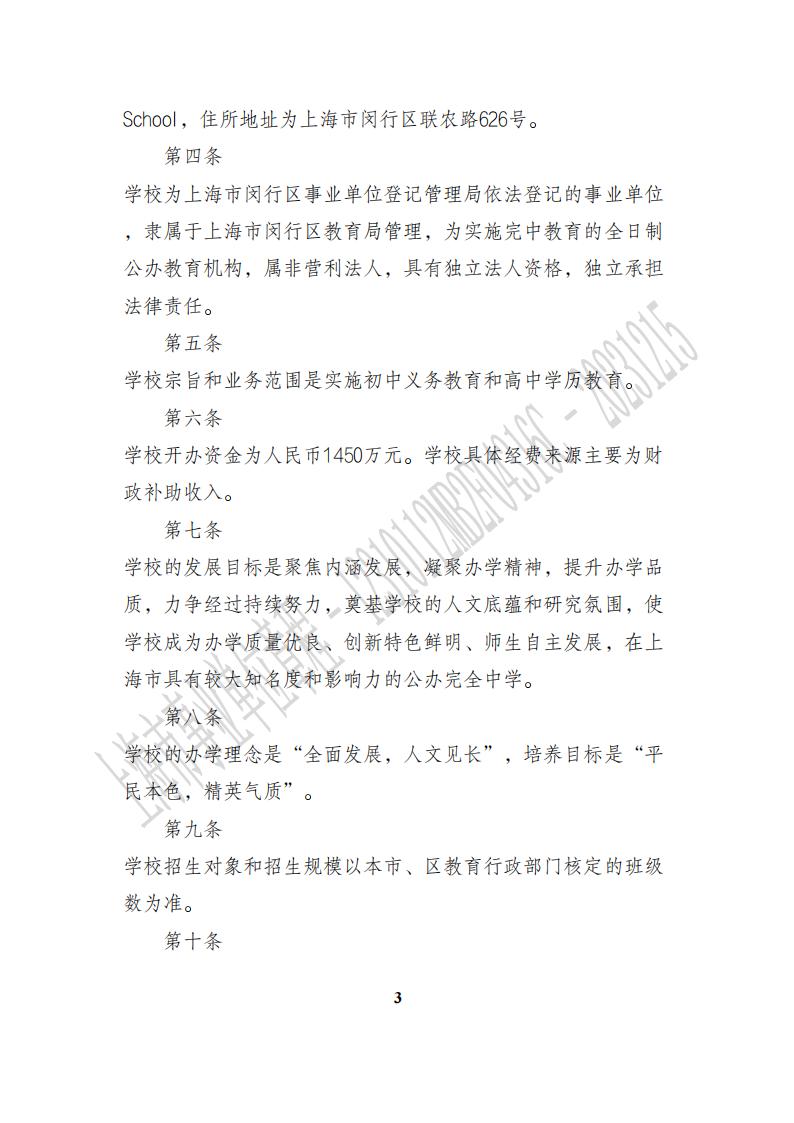 School，住所地址为上海市闵行区联农路626号。
第四条
学校为上海市闵行区事业单位登记管理局依法登记的事业单位
，隶属于上海市闵行区教育局管理，为实施完中教育的全日制
公办教育机构，属非营利法人，具有独立法人资格，独立承担
法律责任。
第五条
学校宗旨和业务范围是实施初中义务教育和高中学历教育。
第六条
学校开办资金为人民币1450万元。学校具体经费来源主要为财
政补助收入。
第七条
学校的发展目标是聚焦内涵发展，凝聚办学精神，提升办学品
质，力争经过持续努力，奠基学校的人文底蕴和研究氛围，使
学校成为办学质量优良、创新特色鲜明、师生自主发展，在上
海市具有较大知名度和影响力的公办完全中学。
第八条
学校的办学理念是“全面发展，人文见长”，培养目标是“平
民本色，精英气质”。
第九条
学校招生对象和招生规模以本市、区教育行政部门核定的班级
数为准。
第十条
3